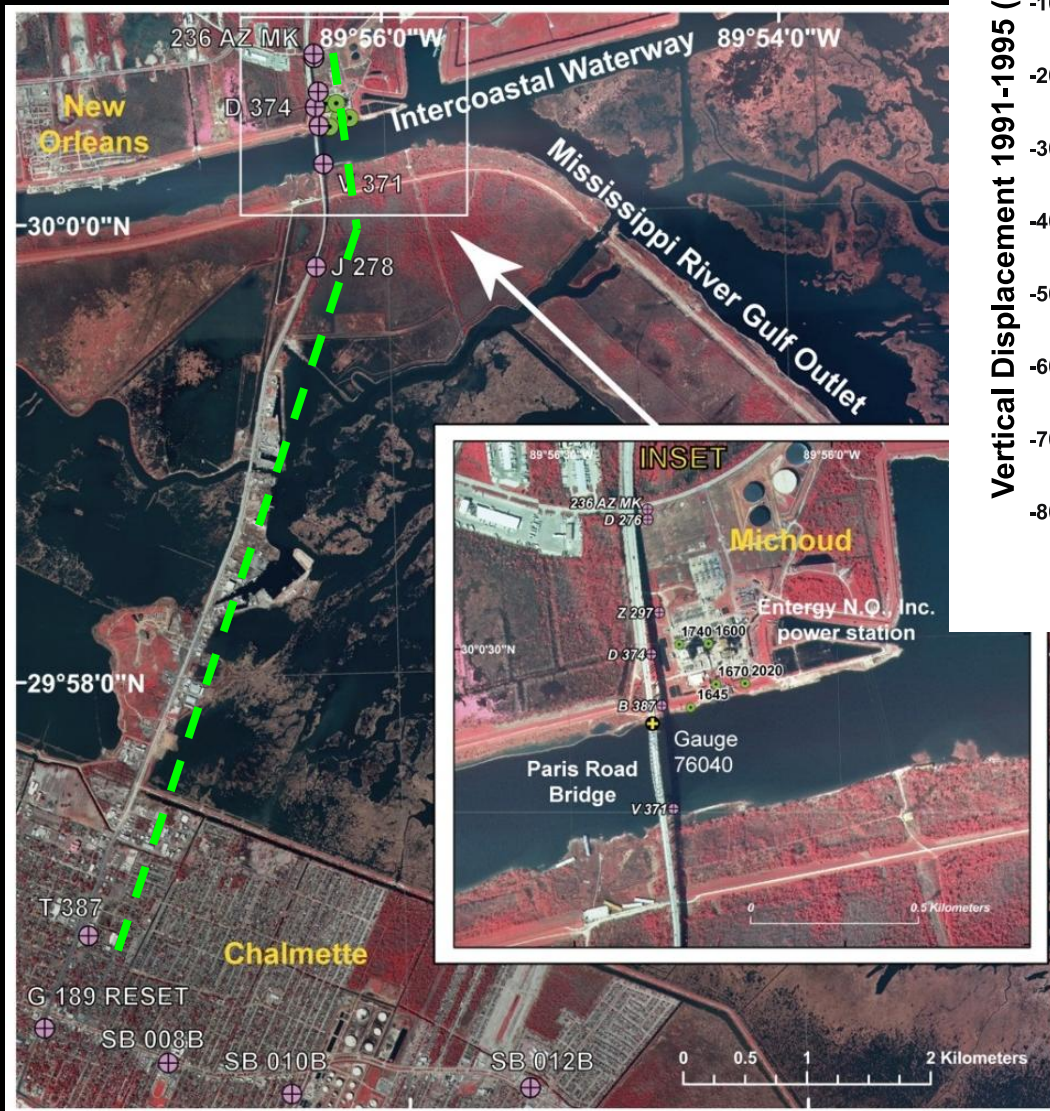 236 AZ MK
89°56'0"W
89°54'0"W
New
Orleans
D 374
Intercoastal Waterway
V 371
Mississippi River Gulf Outlet
30°0'0"N
J 278
29°58'0"N
T 387
Chalmette
G 189 RESET
SB 008B
SB 010B
SB 012B
0 0.5 1 2 Kilometers
INSET
89°56'30"W
89°56'0"W
236 AZ MK
D 276
Michoud
Z 297
Entergy N.O., Inc.
power station
1740 1600
30°0'30"N
D 374
1670 2020
1645
B 387
Gauge
76040
Paris Road
Bridge
V 371
0 0.5 Kilometers
Vertical Displacement 1991-1995 (